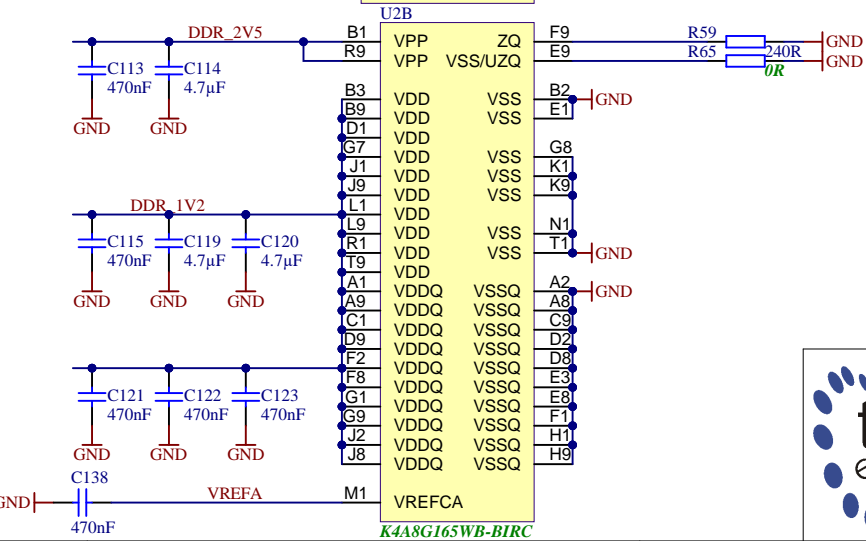 U2B
DDR_2V5
B1 VPP ZQ F9 R59 240R GND
R9 VPP VSS/UZQ E9 R65 0R GND
C113 470nF GND
C114 4.7µF GND
B3 VDD VSS B2 GND
B9 VDD VSS E1
D1 VDD
G7 VDD VSS G8
J1 VDD VSS K1
J9 VDD VSS K9
DDR_1V2
L1 VDD
L9 VDD VSS N1
R1 VDD VSS T1 GND
T9 VDD
C115 470nF GND
C119 4.7µF GND
C120 4.7µF GND
A1 VDDQ VSSQ A2 GND
A9 VDDQ VSSQ A8
C1 VDDQ VSSQ C9
D9 VDDQ VSSQ D2
F2 VDDQ VSSQ D8
F8 VDDQ VSSQ E3
G1 VDDQ VSSQ E8
G9 VDDQ VSSQ F1
J2 VDDQ VSSQ H1
J8 VDDQ VSSQ H9
C121 470nF GND
C122 470nF GND
C123 470nF GND
GND C138 470nF VREFA M1 VREFCA
K4A8G165WB-BIRC